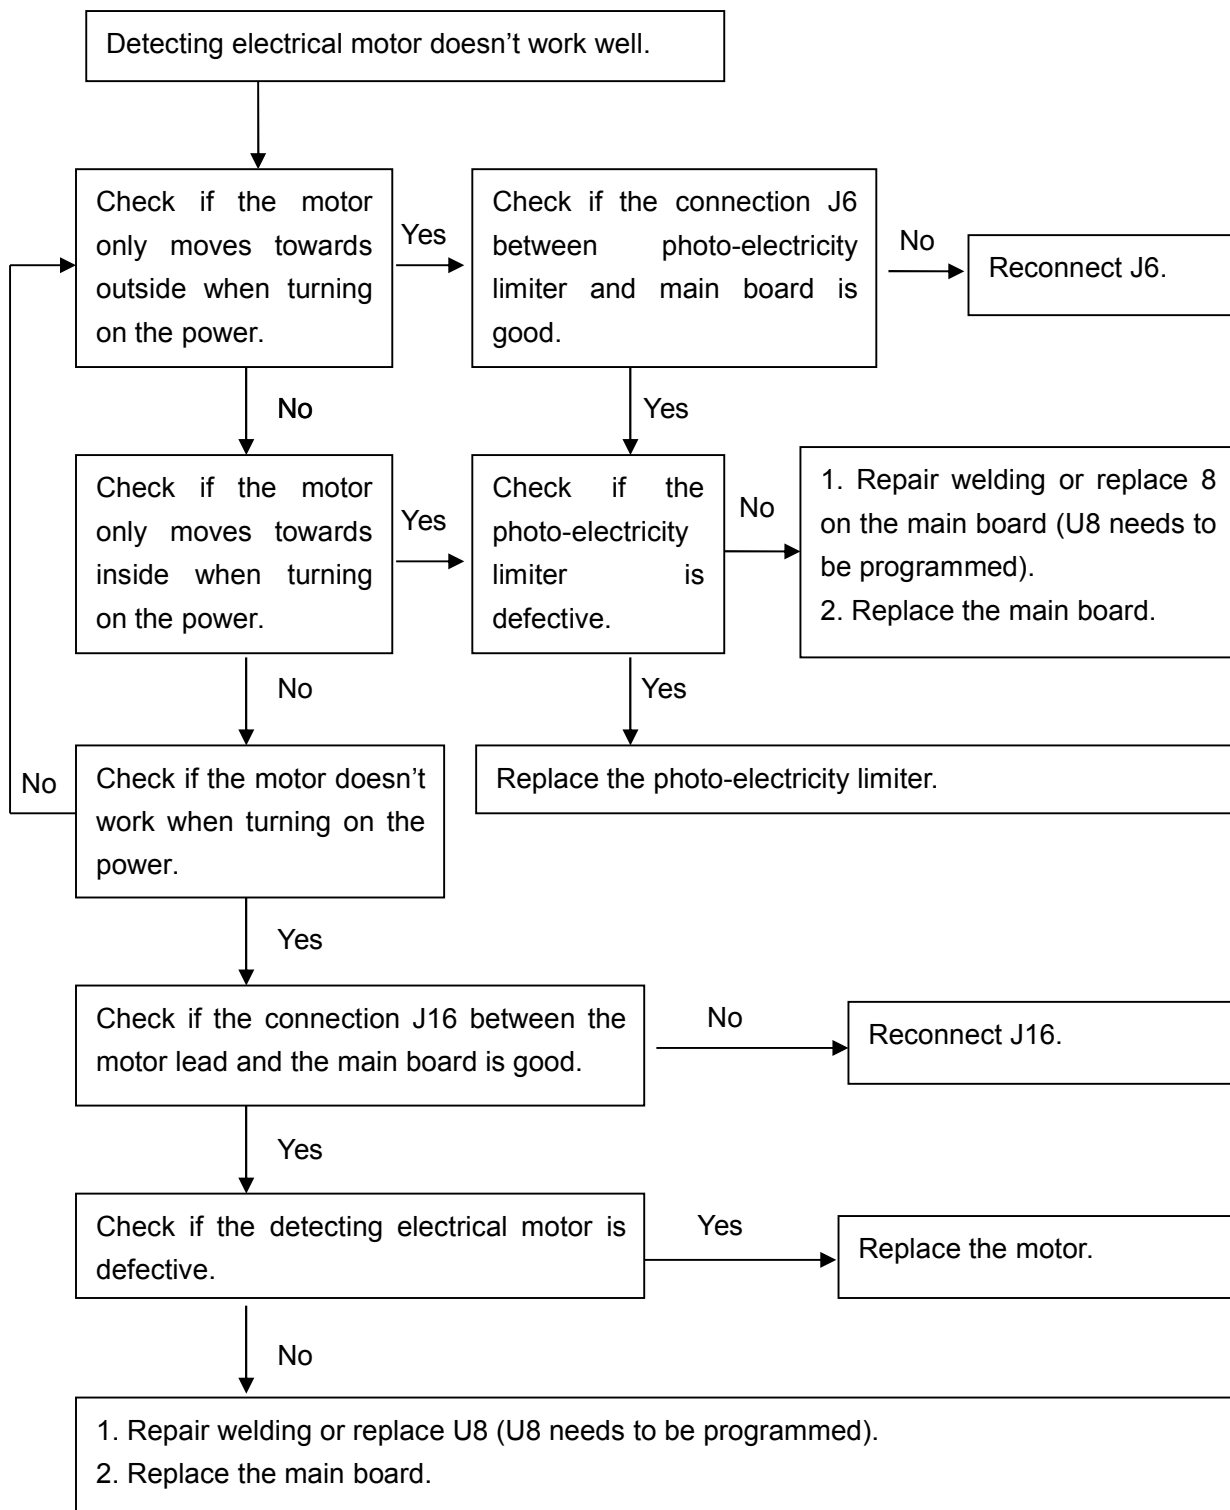 Detecting electrical motor doesn't work well.
Check if the motor
only moves towards
outside when turning
on the power.
Yes
Check if the connection J6
between photo-electricity
limiter and main board is
good.
No
Reconnect J6.
No
Yes
Check if the motor
only moves towards
inside when turning
on the power.
Yes
Check if the
photo-electricity
limiter is
defective.
No
1. Repair welding or replace 8
on the main board (U8 needs to
be programmed).
2. Replace the main board.
No
Yes
No
Check if the motor doesn't
work when turning on the
power.
Replace the photo-electricity limiter.
Yes
Check if the connection J16 between the
motor lead and the main board is good.
No
Reconnect J16.
Yes
Check if the detecting electrical motor is
defective.
Yes
Replace the motor.
No
1. Repair welding or replace U8 (U8 needs to be programmed).
2. Replace the main board.